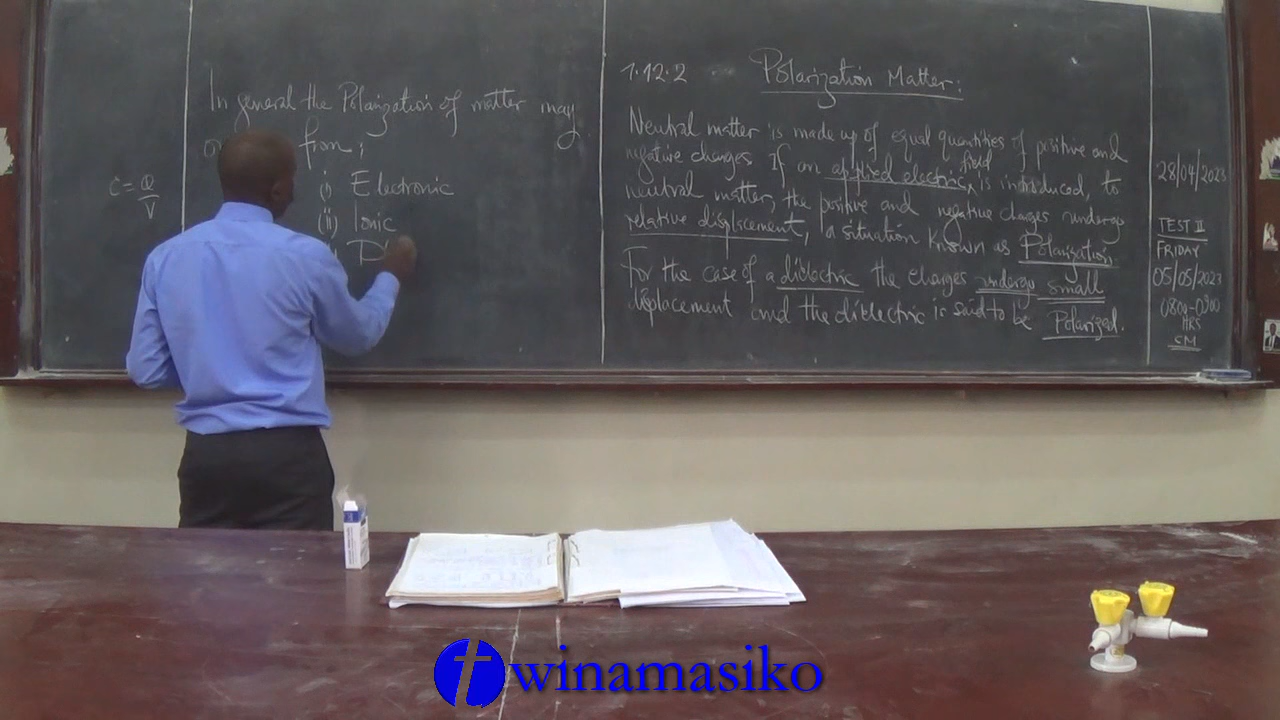 In general the Polarization of matter may
from;
C = Q
V
(i) Electronic
(ii) Ionic
1.12.2 Polarization Matter:
Neutral matter is made up of equal quantities of positive and
negative charges If an applied electric field is introduced, to
neutral matter, the positive and negative charges undergo
relative displacement, a situation known as Polarization.
For the case of a dielectric the charges undergo small
displacement and the dielectric is said to be Polarized.
28/04/2023
TEST II
FRIDAY
05/05/2023
0800-0900
HRS
CM
twinamasiko